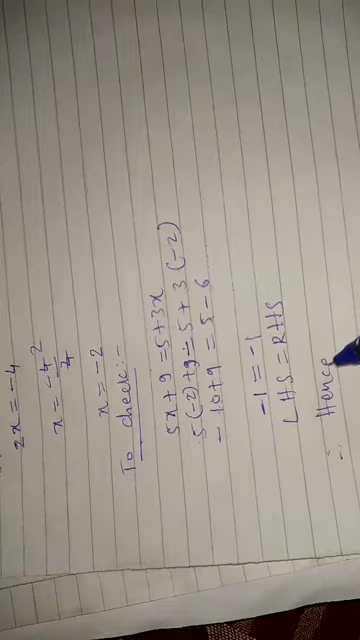 2x = -4
x = -4 2 / 4
x = -2
To check:-
5x + 9 = 5 + 3x
5(-2) + 9 = 5 + 3(-2)
-10 + 9 = 5 - 6
-1 = -1
LHS = RHS
∴ Hence